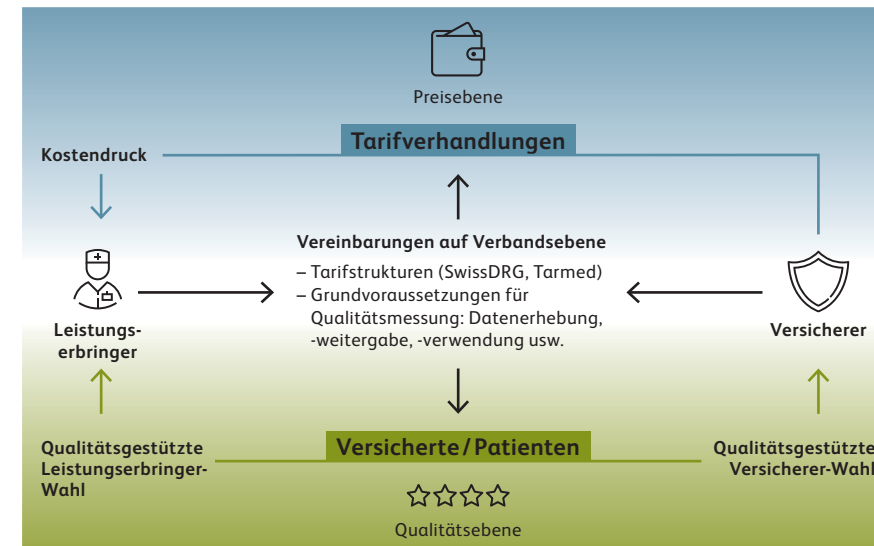 Preisebene
Tarifverhandlungen
Kostendruck
Vereinbarungen auf Verbandsebene
– Tarifstrukturen (SwissDRG, Tarmed)
– Grundvoraussetzungen für
Qualitätsmessung: Datenerhebung,
-weitergabe, -verwendung usw.
Leistungs-
erbringer
Versicherer
Qualitätsgestützte
Leistungserbringer-
Wahl
Versicherte/Patienten
Qualitätsgestützte
Versicherer-Wahl
Qualitätsebene